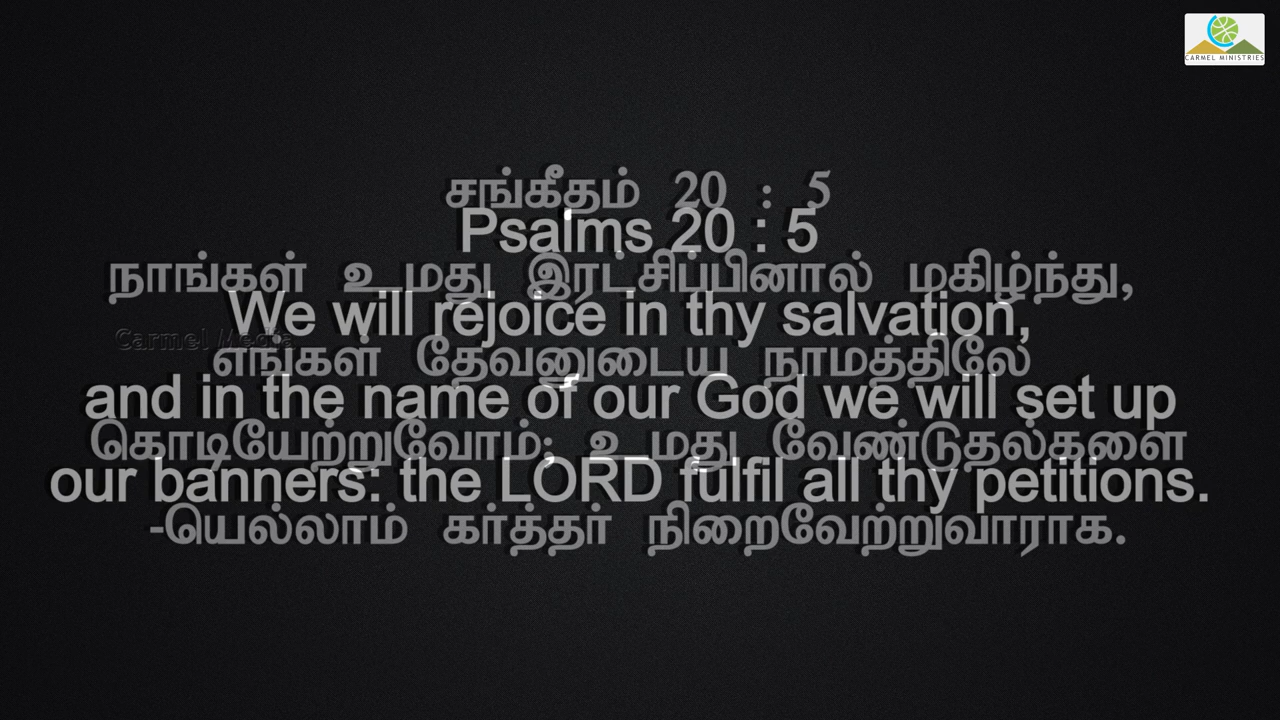 CARMEL MINISTRIES
சங்கீதம் 20 : 5
Psalms 20 : 5
நாங்கள் உமது இரட்சிப்பினால் மகிழ்ந்து,
We will rejoice in thy salvation,
Carmel Media
எங்கள் தேவனுடைய நாமத்திலே
and in the name of our God we will set up
கொடியேற்றுவோம்; உமது வேண்டுதல்களை
our banners: the LORD fulfil all thy petitions.
-யெல்லாம் கர்த்தர் நிறைவேற்றுவாராக.